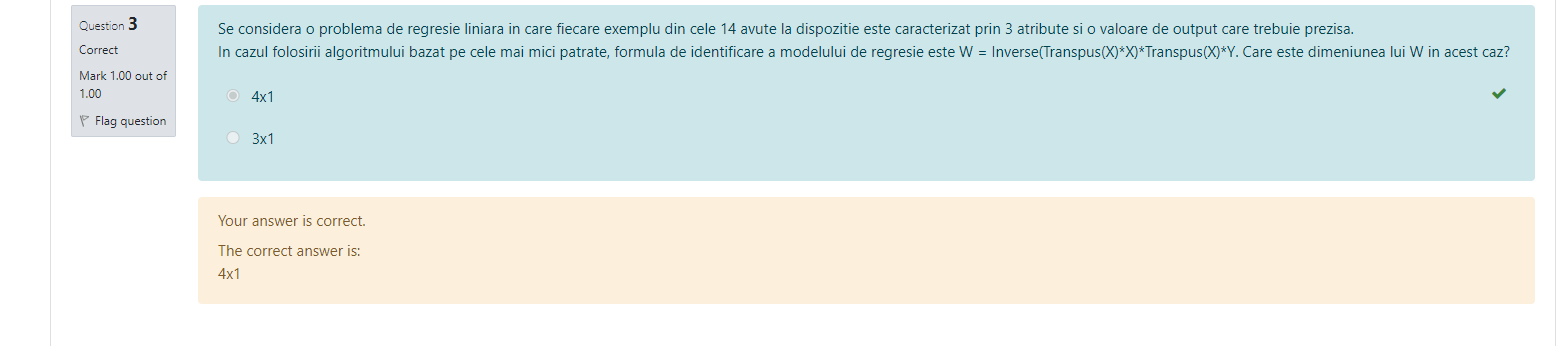 Question 3
Correct
Mark 1.00 out of
1.00
Flag question
Se considera o problema de regresie liniara in care fiecare exemplu din cele 14 avute la dispozitie este caracterizat prin 3 atribute si o valoare de output care trebuie prezisa.
In cazul folosirii algoritmului bazat pe cele mai mici patrate, formula de identificare a modelului de regresie este W = Inverse(Transpus(X)*X)*Transpus(X)*Y. Care este dimeniunea lui W in acest caz?
4x1
3x1
Your answer is correct.
The correct answer is:
4x1